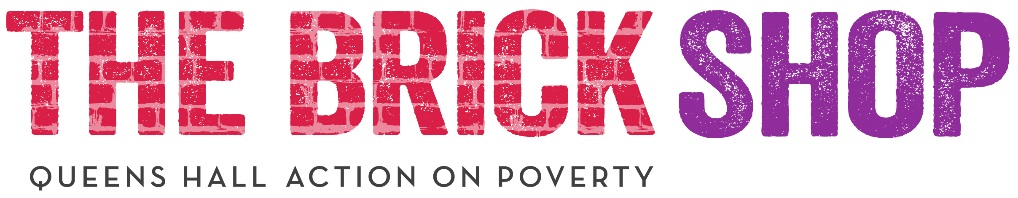 THE BRICK SHOP
QUEENS HALL ACTION ON POVERTY